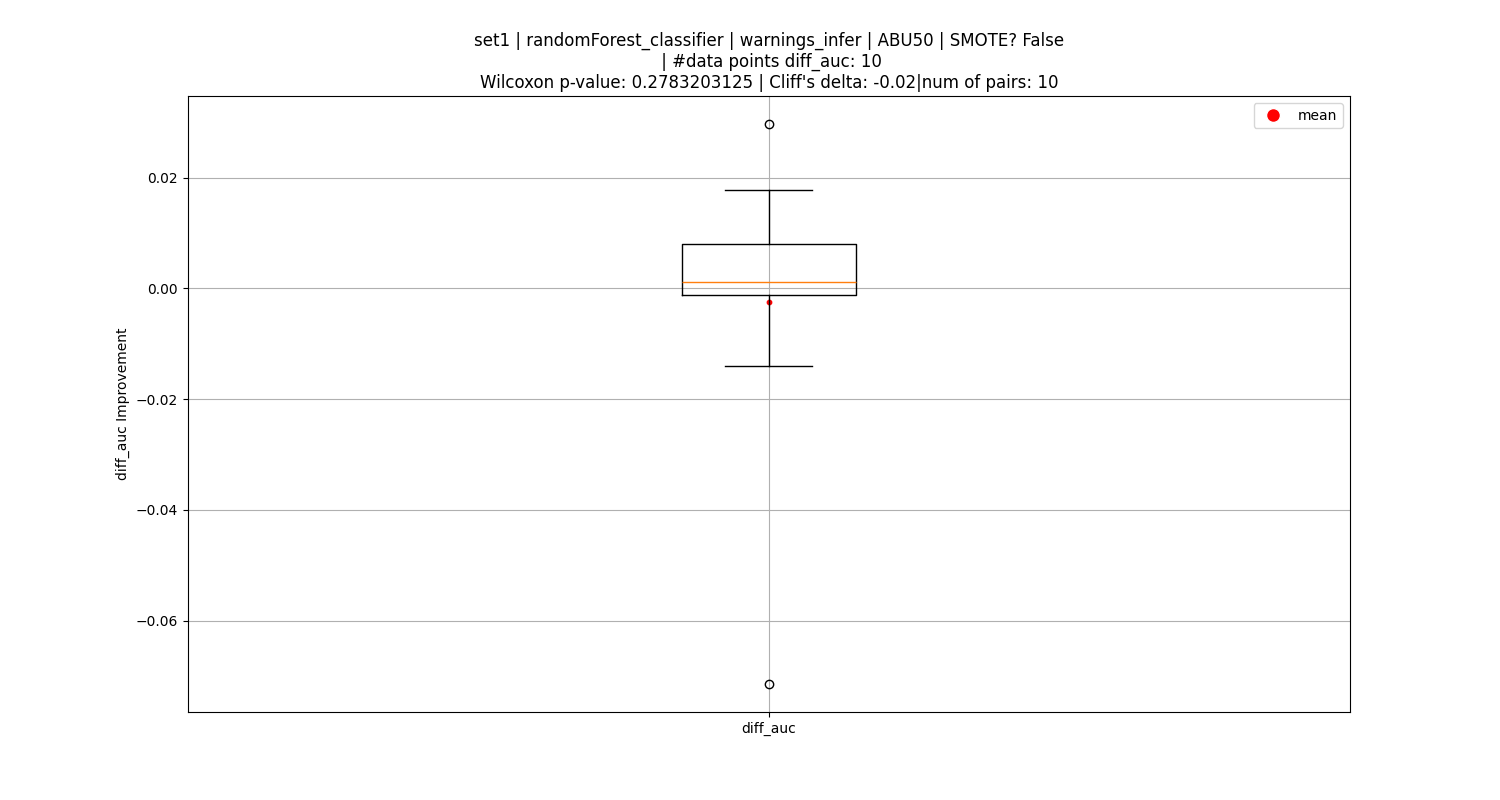 set1 | randomForest_classifier | warnings_infer | ABU50 | SMOTE? False
| #data points diff_auc: 10
Wilcoxon p-value: 0.2783203125 | Cliff's delta: -0.02|num of pairs: 10
mean
0.02
0.00
−0.02
−0.04
−0.06
diff_auc Improvement
diff_auc